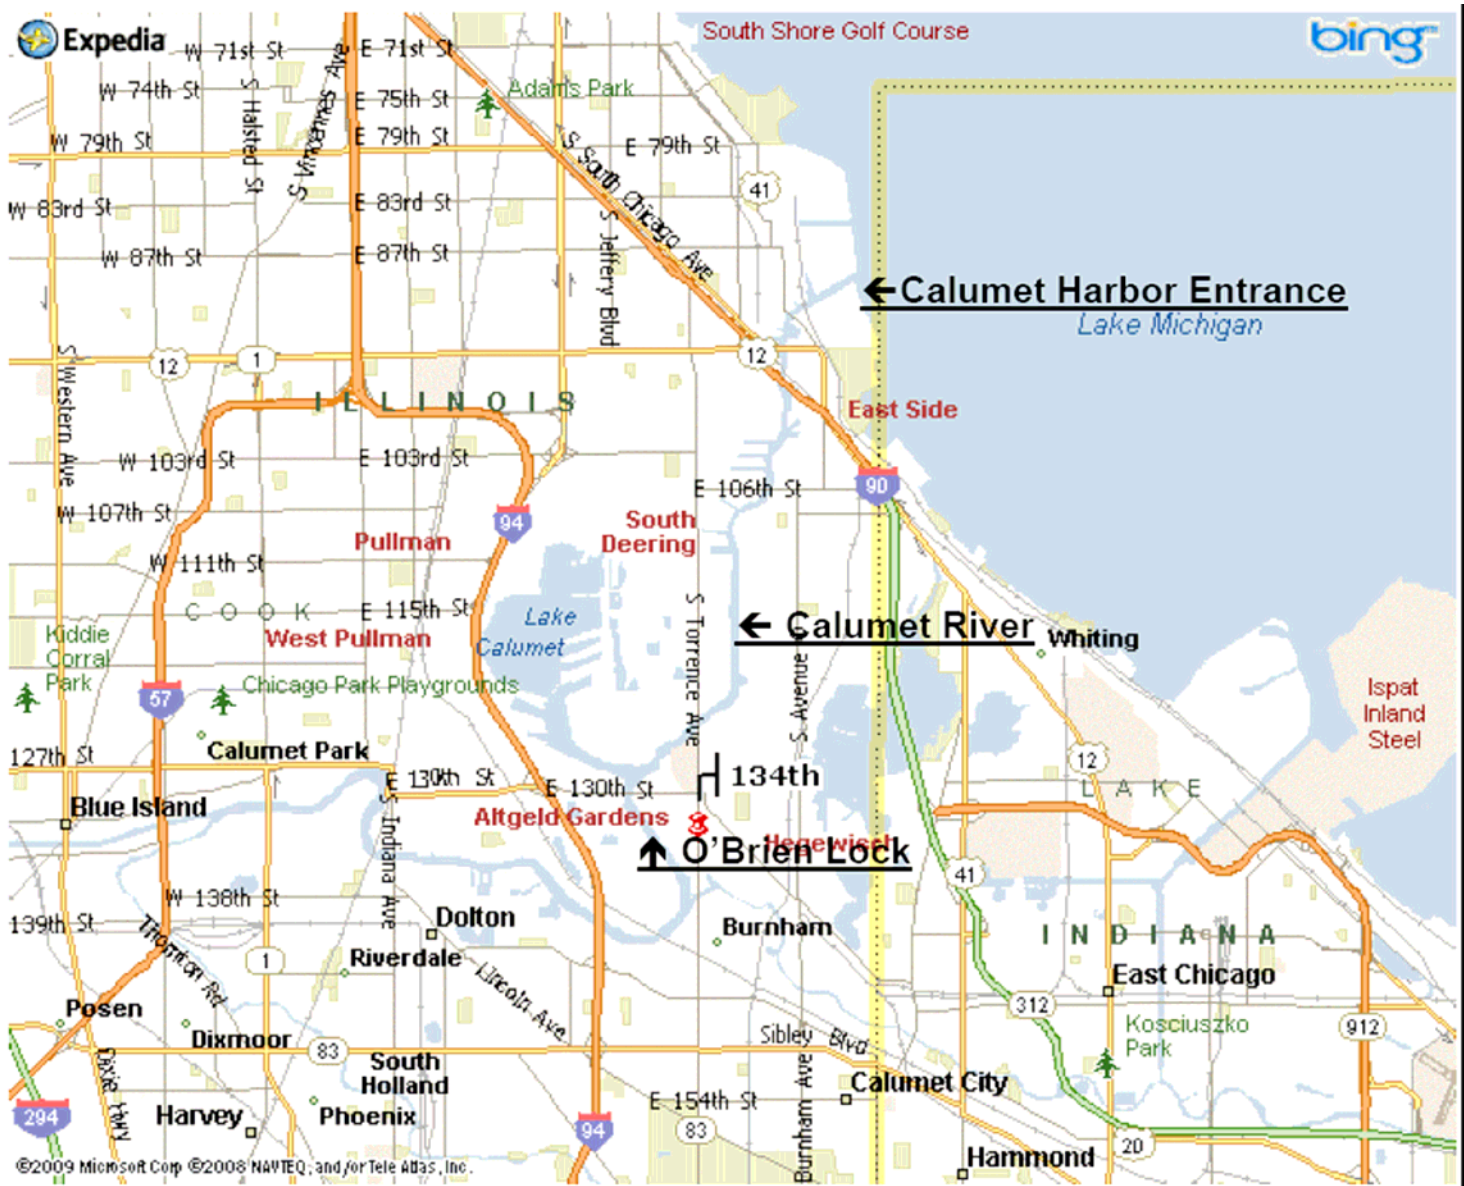 Expedia
bing
South Shore Golf Course
W 71st St
E 71st St
W 74th St
E 75th St
Adams Park
S Halsted St
S Vincennes Ave
W 79th St
E 79th St
E 79th St
S South Chicago Ave
41
W 83rd St
E 83rd St
W 87th St
E 87th St
S Jeffery Blvd
←Calumet Harbor Entrance
Lake Michigan
12
1
12
S Western Ave
ILLINOIS
East Side
W 103rd St
E 103rd St
E 106th St
90
W 107th St
94
South
Deering
Pullman
W 111th St
COOK
E 115th St
Lake
Calumet
S Torrence Ave
← Calumet River
Whiting
Kiddie
Corral
Park
West Pullman
S Avenue
57
Chicago Park Playgrounds
Ispat
Inland
Steel
127th St
Calumet Park
12
E 130th St
E 130th St
134th
LAKE
Blue Island
Altgeld Gardens
S Indiana Ave
Hegewisch
↑ O'Brien Lock
41
W 138th St
139th St
Thornton Rd
Dolton
Burnham
INDIANA
1
Riverdale
Lincoln Ave
East Chicago
Posen
312
Kosciuszko
Park
912
Dixmoor
83
Sibley Blvd
Dixie Hwy
South
Holland
Calumet City
294
Harvey
Phoenix
E 154th St
83
94
Burnham Ave
20
Hammond
©2009 Microsoft Corp ©2008 NAVTEQ, and/or Tele Atlas, Inc.